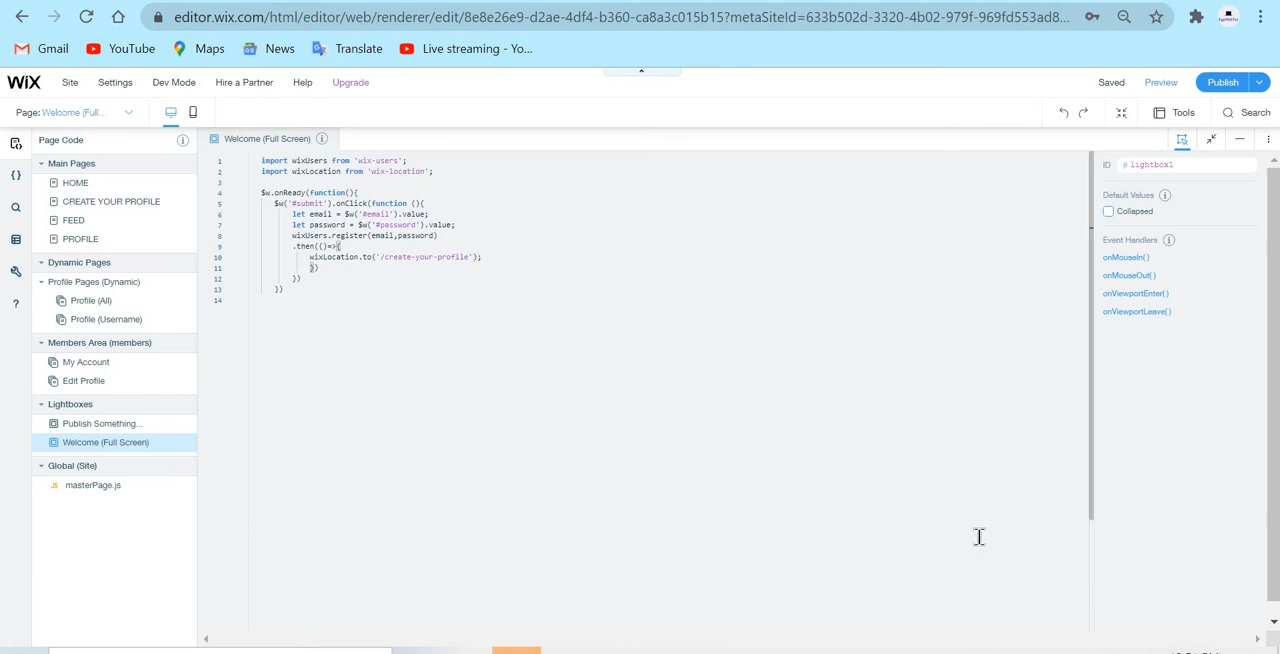 editor.wix.com/html/editor/web/renderer/edit/8e8e26e9-d2ae-4df4-b360-ca8a3c015b15?metaSiteId=633b502d-3320-4b02-979f-969fd553ad8...
Gmail YouTube Maps News Translate Live streaming - Yo...
WiX Site Settings Dev Mode Hire a Partner Help Upgrade Saved Preview Publish
Page: Welcome (Full... Tools Search
Page Code
Welcome (Full Screen)
Main Pages
HOME
CREATE YOUR PROFILE
FEED
PROFILE
Dynamic Pages
Profile Pages (Dynamic)
Profile (All)
Profile (Username)
Members Area (members)
My Account
Edit Profile
Lightboxes
Publish Something...
Welcome (Full Screen)
Global (Site)
JS masterPage.js
1 import wixUsers from 'wix-users';
2 import wixLocation from 'wix-location';
3
4 $w.onReady(function(){
5 $w('#submit').onClick(function (){
6 let email = $w('#email').value;
7 let password = $w('#password').value;
8 wixUsers.register(email,password)
9 .then(()=>{
10 wixLocation.to('/create-your-profile');
11 })
12 })
13 })
14
ID # lightbox1
Default Values
Collapsed
Event Handlers
onMouseIn()
onMouseOut()
onViewportEnter()
onViewportLeave()